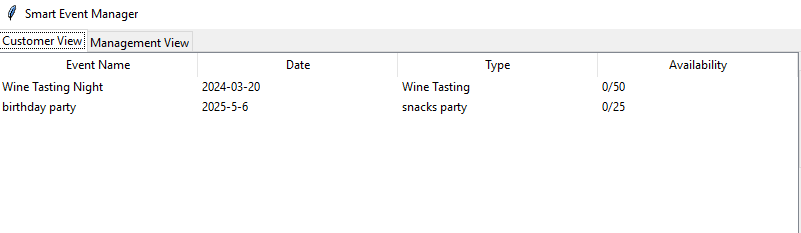 Smart Event Manager
Customer View Management View
Event Name Date Type Availability
Wine Tasting Night 2024-03-20 Wine Tasting 0/50
birthday party 2025-5-6 snacks party 0/25